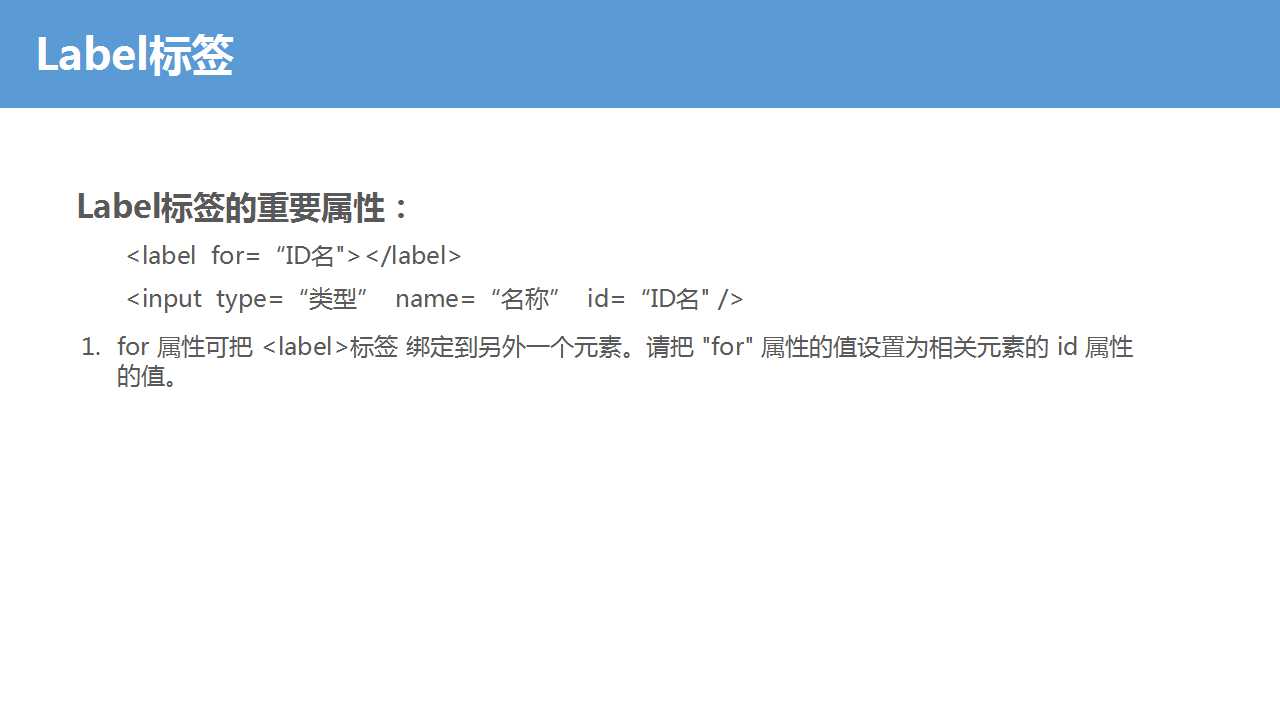 Label标签
Label标签的重要属性：
<label  for=“ID名"></label>
<input  type=“类型”  name=“名称”  id=“ID名" />
1. for 属性可把 <label>标签 绑定到另外一个元素。请把 "for" 属性的值设置为相关元素的 id 属性
的值。